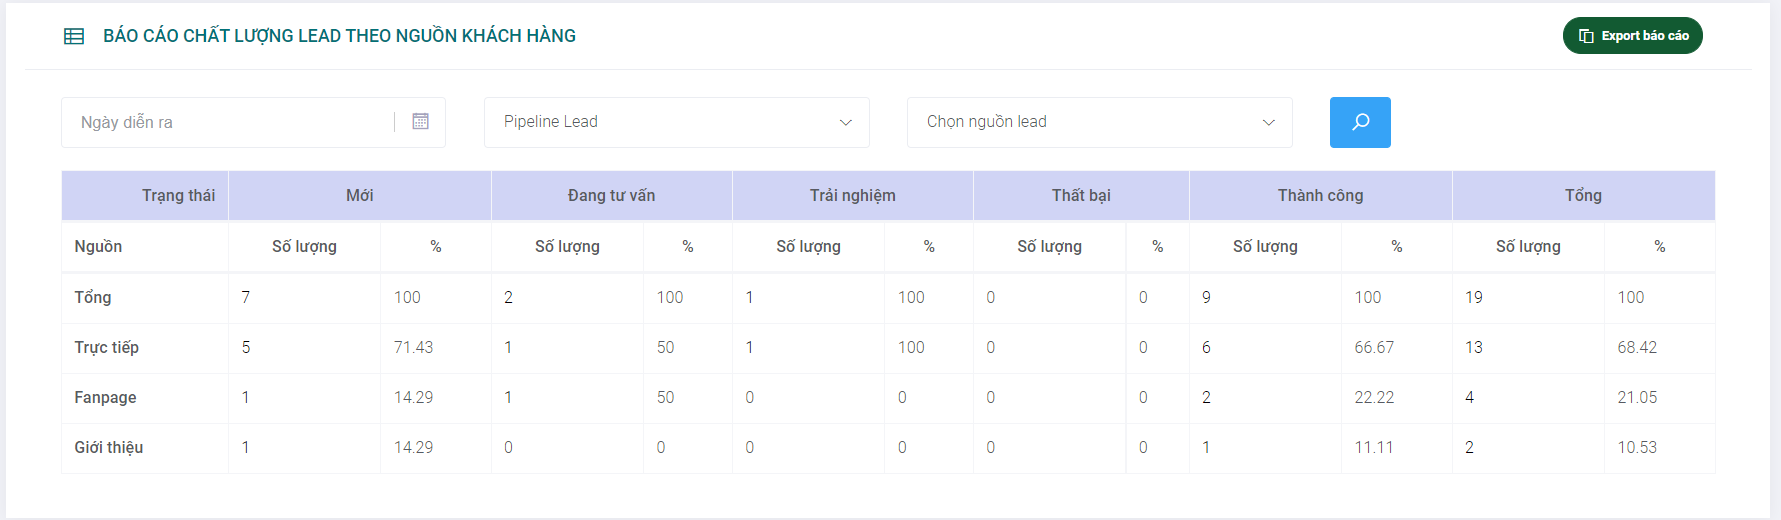 BÁO CÁO CHẤT LƯỢNG LEAD THEO NGUỒN KHÁCH HÀNG
Export báo cáo
Ngày diễn ra
Pipeline Lead
Chọn nguồn lead
Trạng thái Mới Đang tư vấn Trải nghiệm Thất bại Thành công Tổng
Nguồn Số lượng % Số lượng % Số lượng % Số lượng % Số lượng % Số lượng %
Tổng 7 100 2 100 1 100 0 0 9 100 19 100
Trực tiếp 5 71.43 1 50 1 100 0 0 6 66.67 13 68.42
Fanpage 1 14.29 1 50 0 0 0 0 2 22.22 4 21.05
Giới thiệu 1 14.29 0 0 0 0 0 0 1 11.11 2 10.53